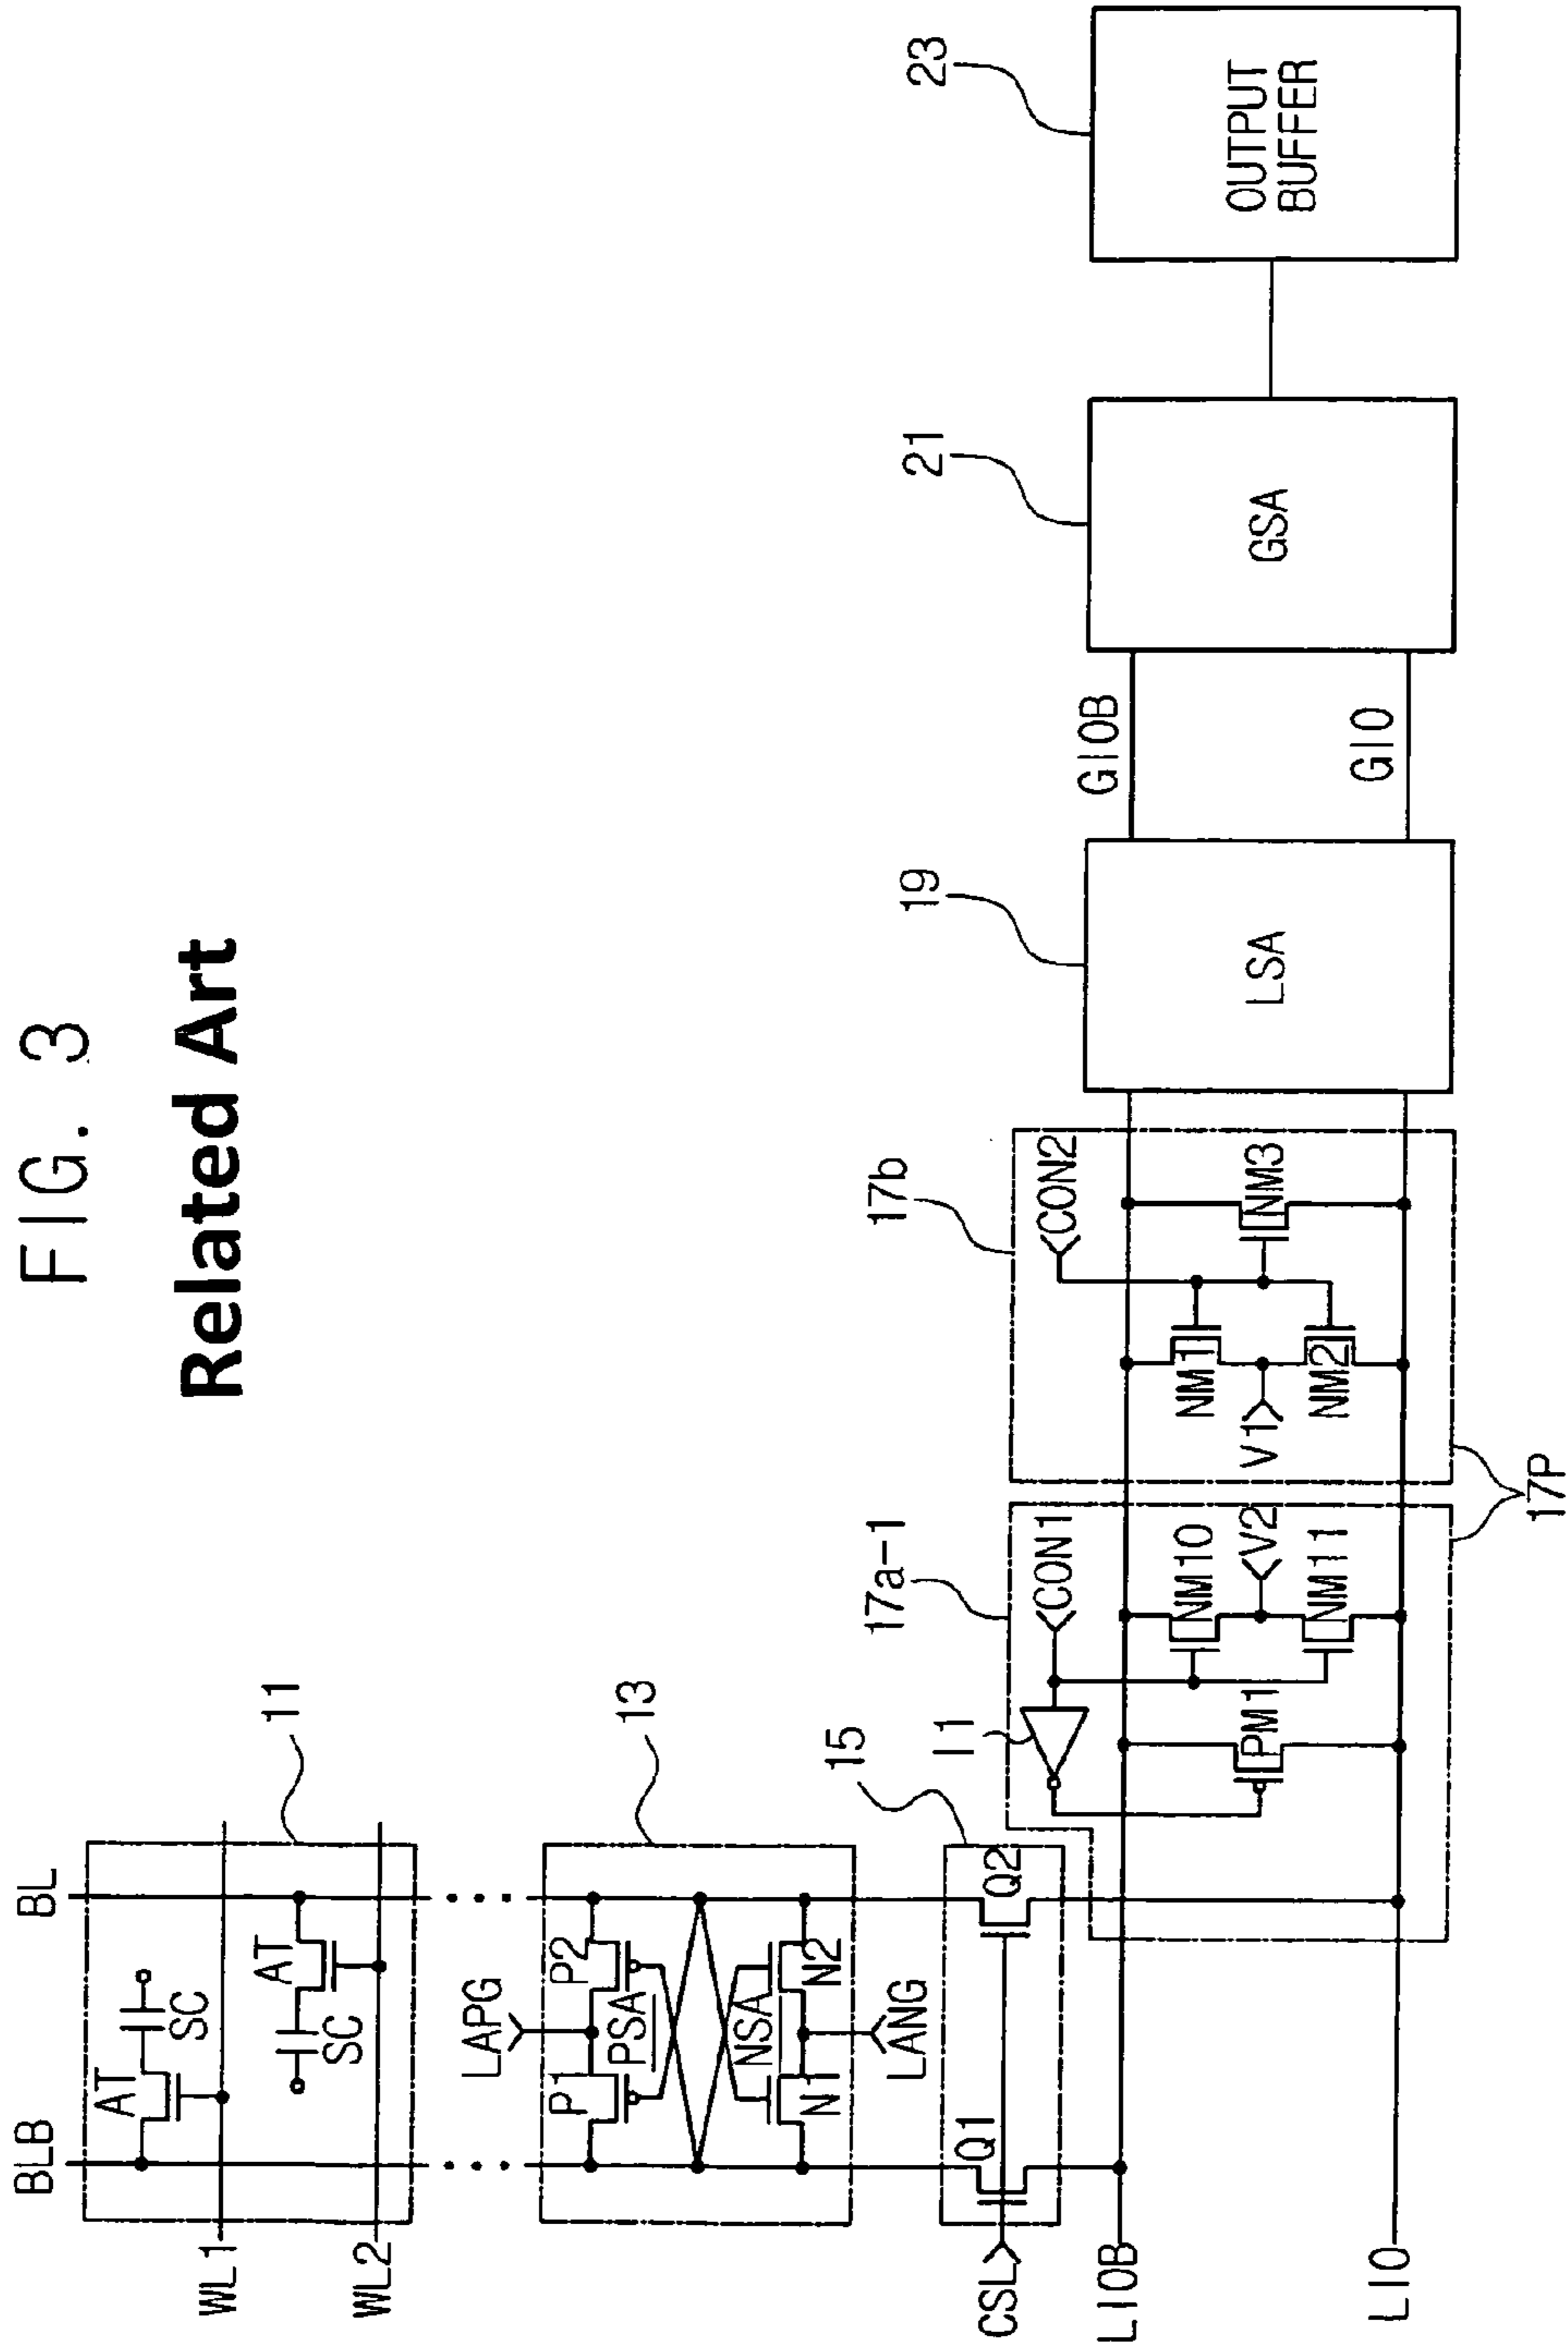 FIG. 3
Related Art
BLB
BL
11
AT
SC
AT
SC
WL1
WL2
LAPG
13
P1
P2
PSA
NSA
N1
N2
LANG
15
Q1
Q2
CSL
LIOB
LIO
17a-1
CON1
I1
PM1
NM10
V2
NM11
17b
CON2
NM1
NM3
V1
NM2
17P
19
LSA
GIOB
GIO
21
GSA
23
OUTPUT
BUFFER